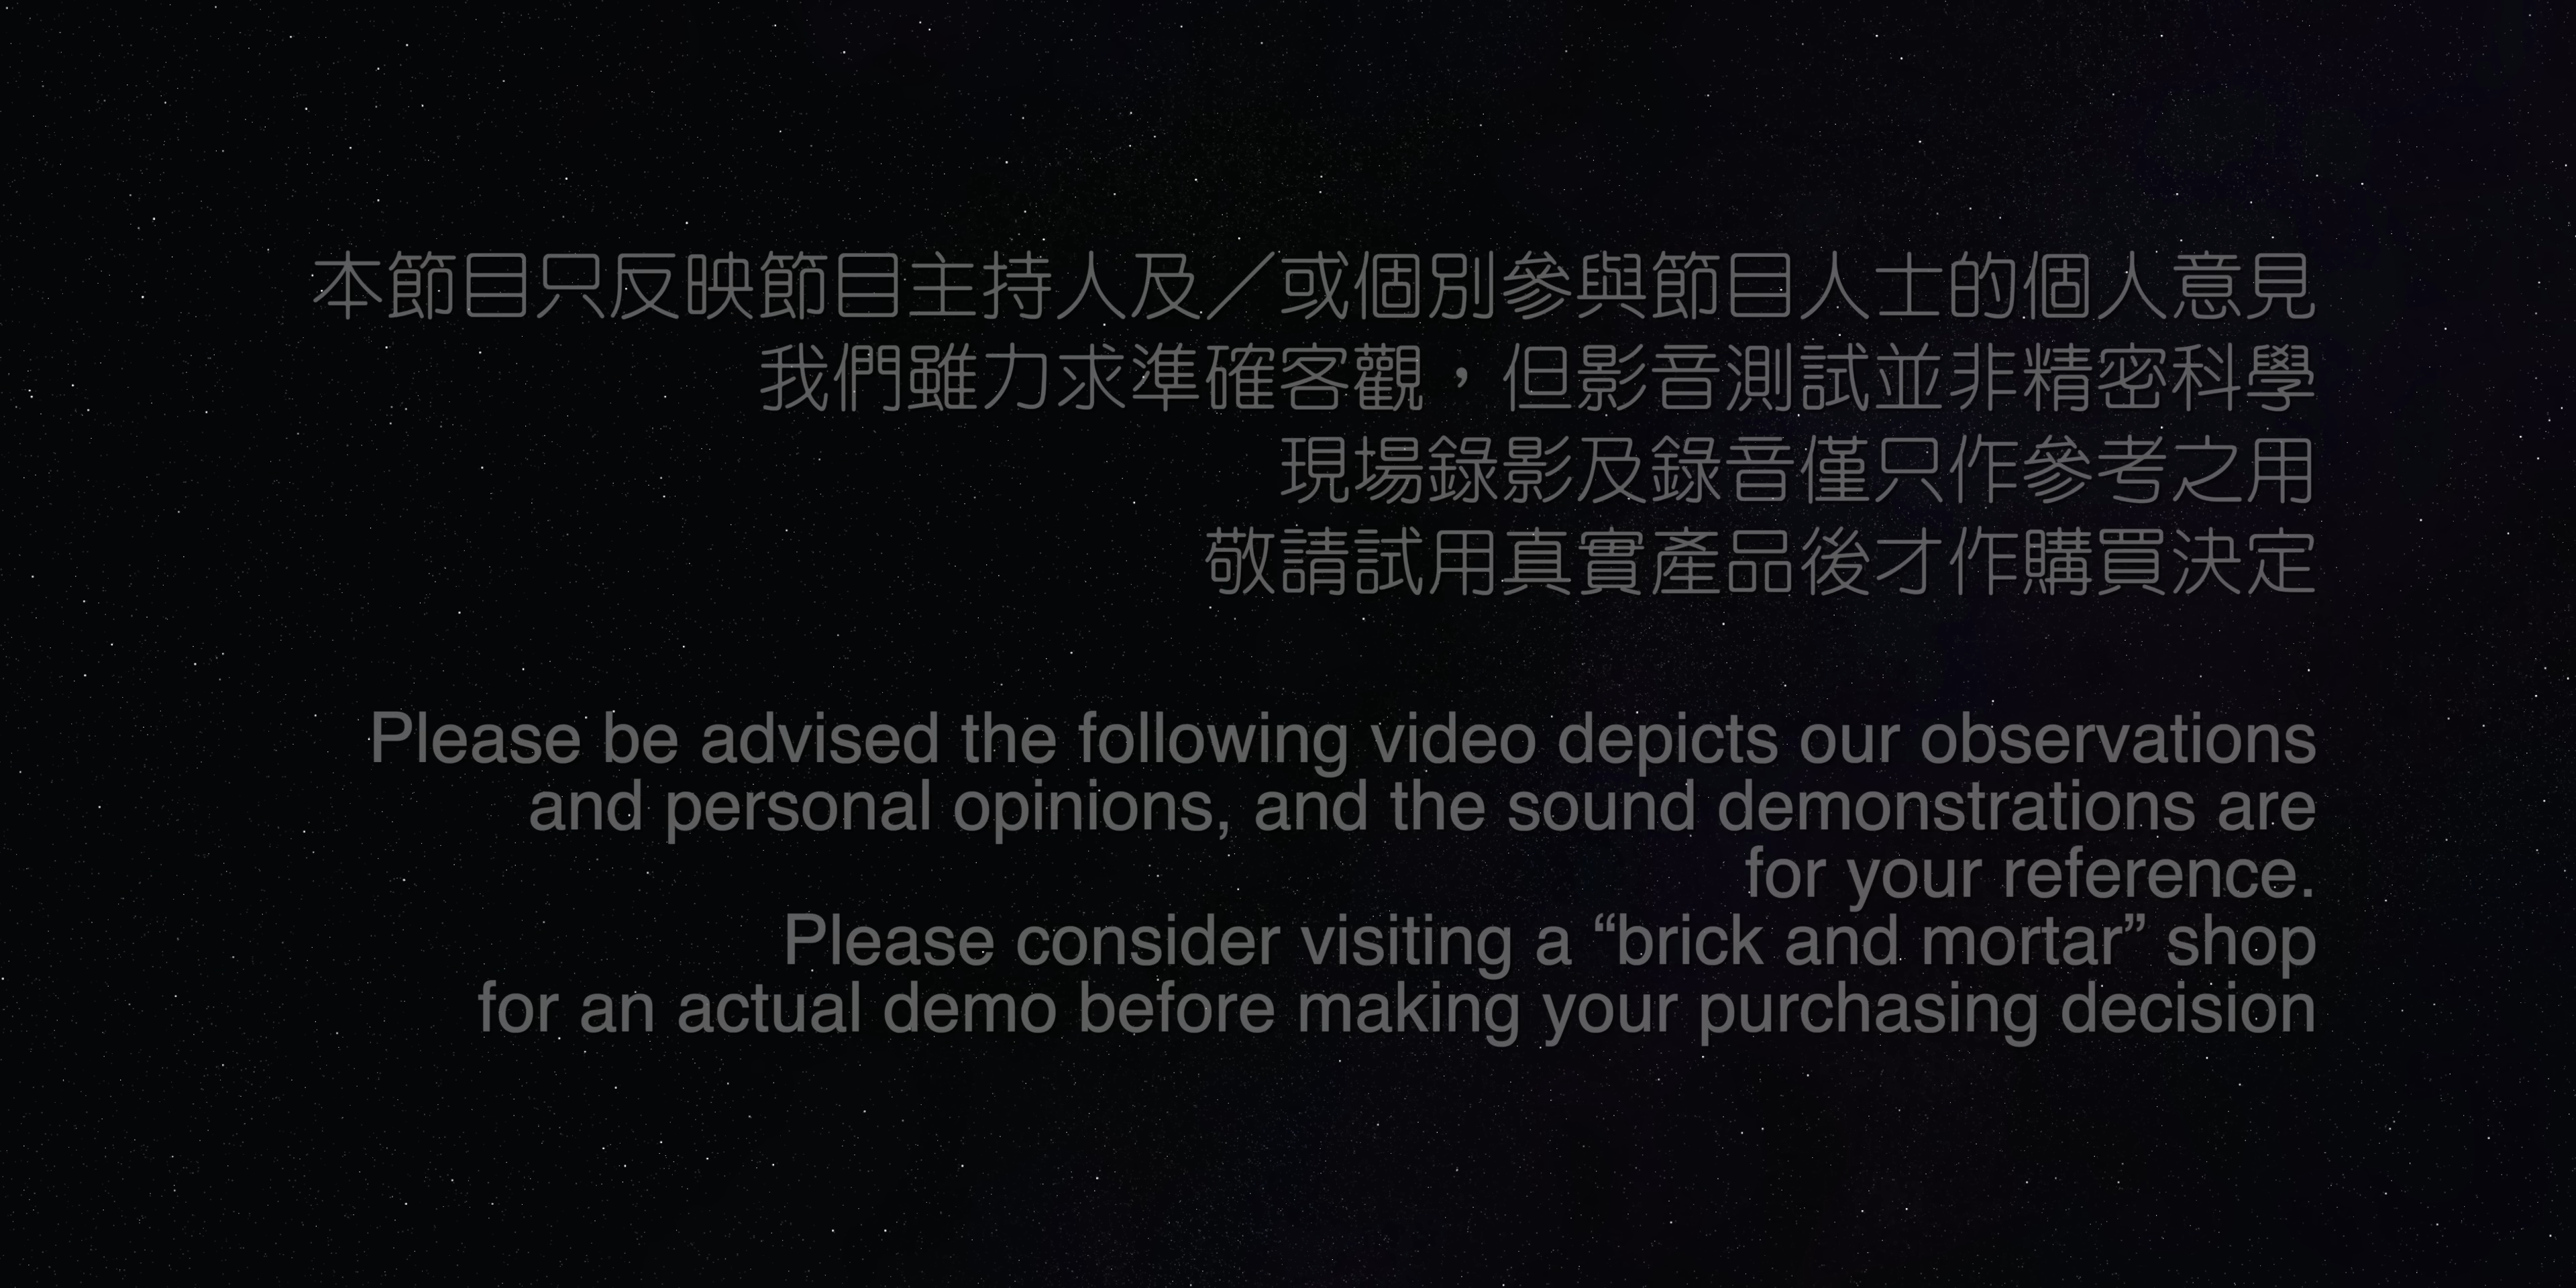 本節目只反映節目主持人及／或個別參與節目人士的個人意見
我們雖力求準確客觀，但影音測試並非精密科學
現場錄影及錄音僅只作參考之用
敬請試用真實產品後才作購買決定
Please be advised the following video depicts our observations
and personal opinions, and the sound demonstrations are
for your reference.
Please consider visiting a “brick and mortar” shop
for an actual demo before making your purchasing decision